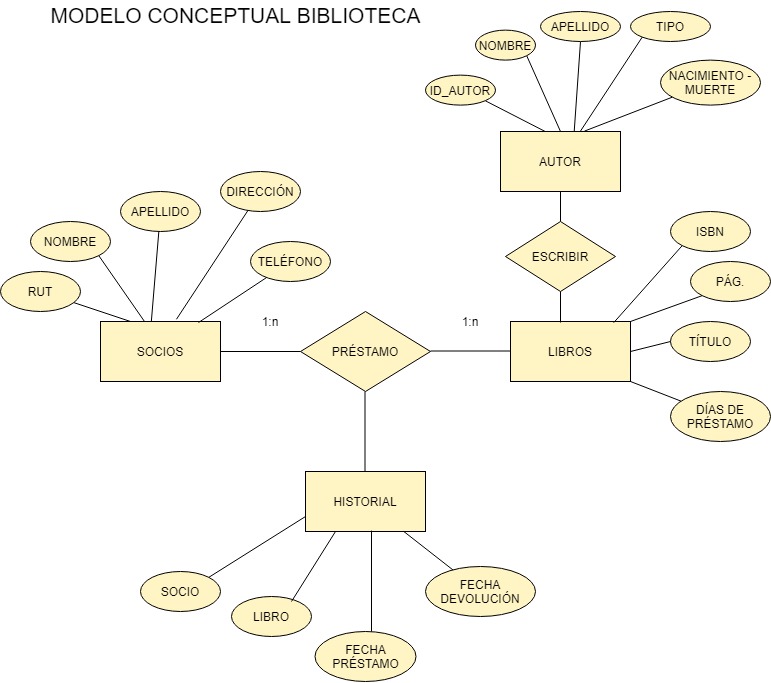 MODELO CONCEPTUAL BIBLIOTECA
APELLIDO
TIPO
NOMBRE
NACIMIENTO -
MUERTE
ID_AUTOR
AUTOR
DIRECCIÓN
APELLIDO
NOMBRE
ISBN
ESCRIBIR
TELÉFONO
RUT
PÁG.
1:n
1:n
SOCIOS
PRÉSTAMO
LIBROS
TÍTULO
DÍAS DE
PRÉSTAMO
HISTORIAL
SOCIO
LIBRO
FECHA
DEVOLUCIÓN
FECHA
PRÉSTAMO